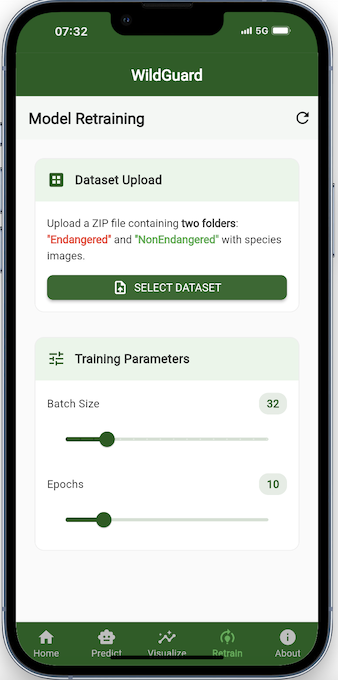 07:32 5G
WildGuard
Model Retraining
Dataset Upload
Upload a ZIP file containing two folders:
"Endangered" and "NonEndangered" with species
images.
SELECT DATASET
Training Parameters
Batch Size 32
Epochs 10
Home Predict Visualize Retrain About